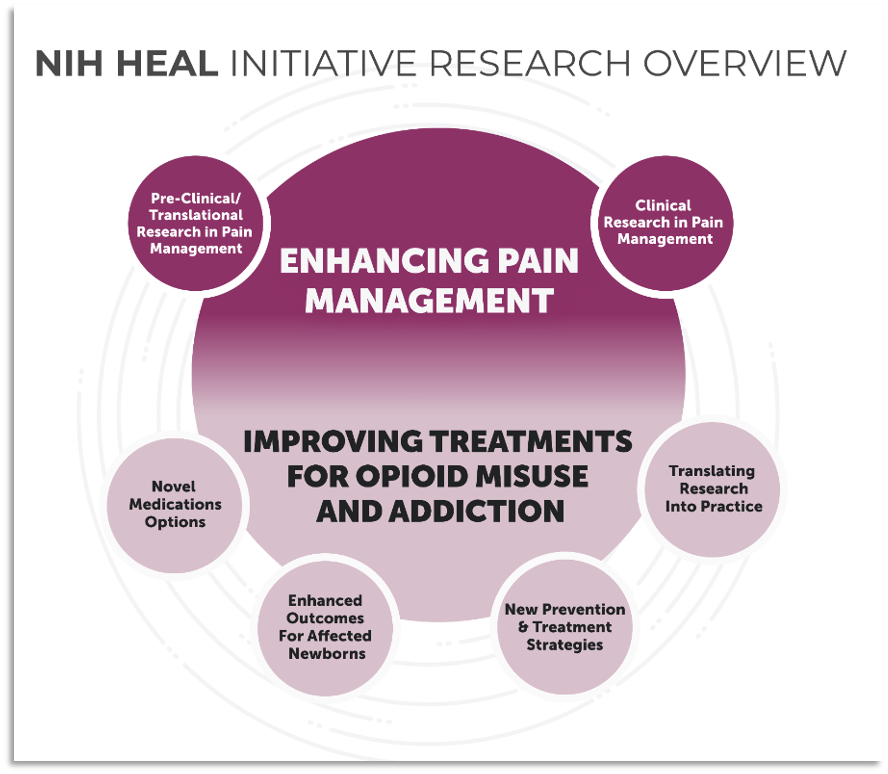 NIH HEAL INITIATIVE RESEARCH OVERVIEW
Pre-Clinical/
Translational
Research in Pain
Management
Clinical
Research in Pain
Management
ENHANCING PAIN
MANAGEMENT
IMPROVING TREATMENTS
FOR OPIOID MISUSE
AND ADDICTION
Novel
Medications
Options
Translating
Research
Into Practice
Enhanced
Outcomes
For Affected
Newborns
New Prevention
& Treatment
Strategies